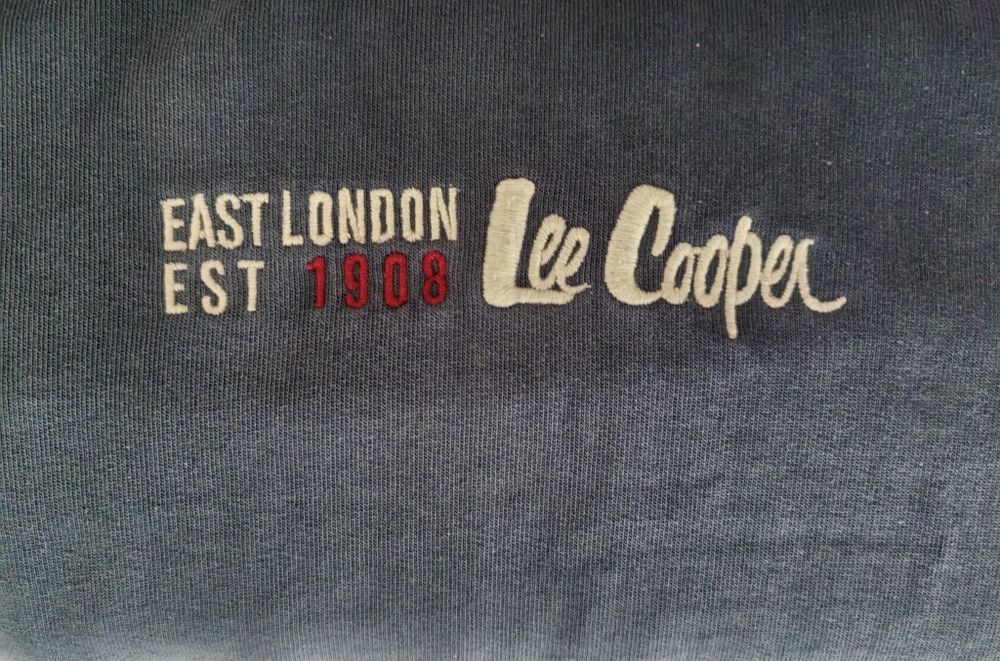 EAST LONDON
EST 1908
Lee Cooper